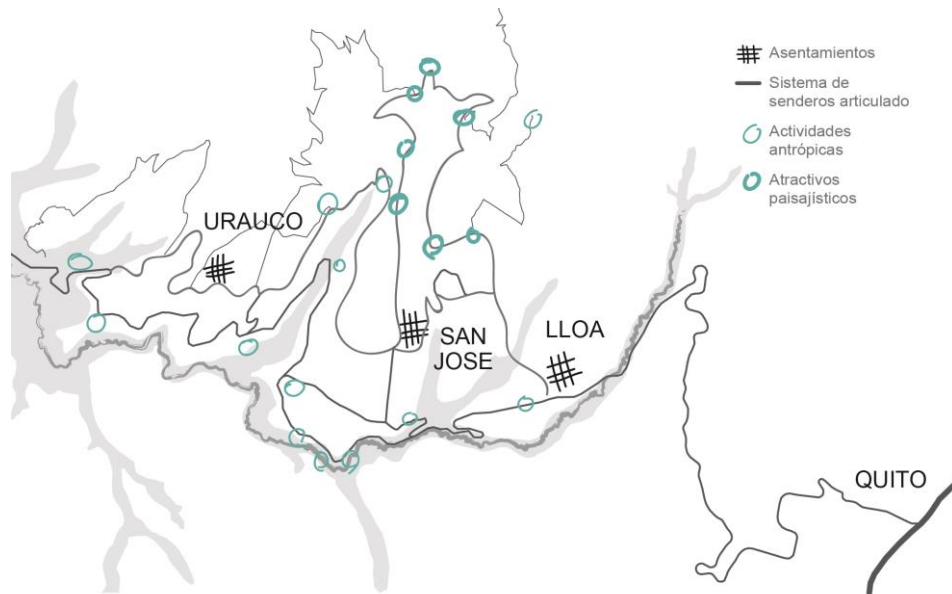 Asentamientos
Sistema de
senderos articulado
Actividades
antrópicas
Atractivos
paisajísticos
URAUCO
SAN
JOSE
LLOA
QUITO